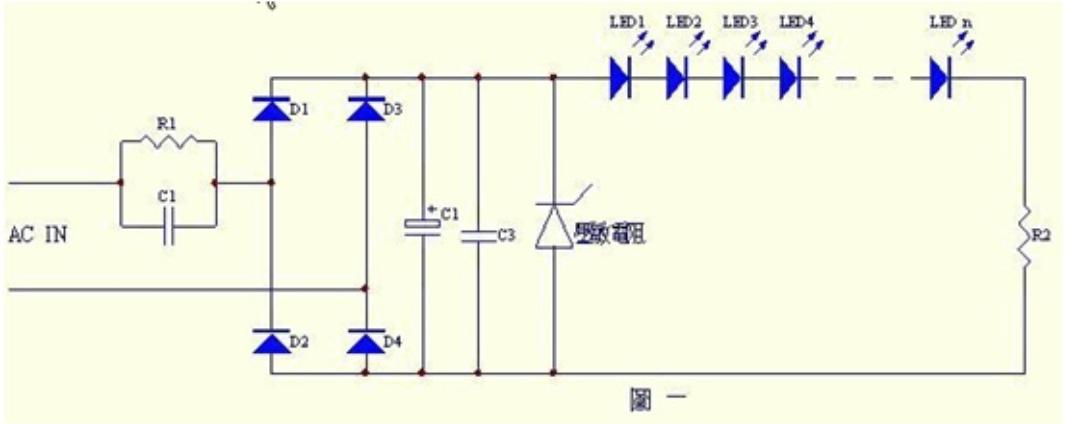 LED1 LED2 LED3 LED4 LED n
D1 D3
R1
C1
AC IN
C1
C3
壓敏電阻
R2
D2 D4
圖 一